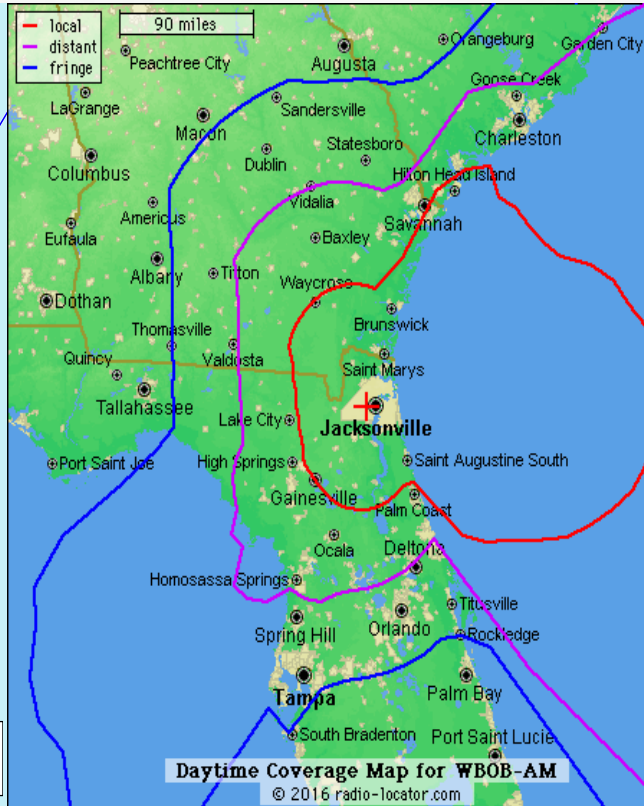 local
distant
fringe
90 miles
Peachtree City
Augusta
Orangeburg
Garden City
LaGrange
Macon
Sandersville
Goose Creek
Charleston
Columbus
Dublin
Statesboro
Hilton Head Island
Vidalia
Americus
Savannah
Eufaula
Baxley
Albany
Tifton
Waycross
Dothan
Brunswick
Thomasville
Valdosta
Saint Marys
Quincy
Tallahassee
Lake City
Jacksonville
Port Saint Joe
High Springs
Saint Augustine South
Gainesville
Palm Coast
Ocala
Deltona
Homosassa Springs
Titusville
Spring Hill
Orlando
Rockledge
Tampa
Palm Bay
South Bradenton
Port Saint Lucie
Daytime Coverage Map for WBOB-AM
© 2016 radio-locator.com